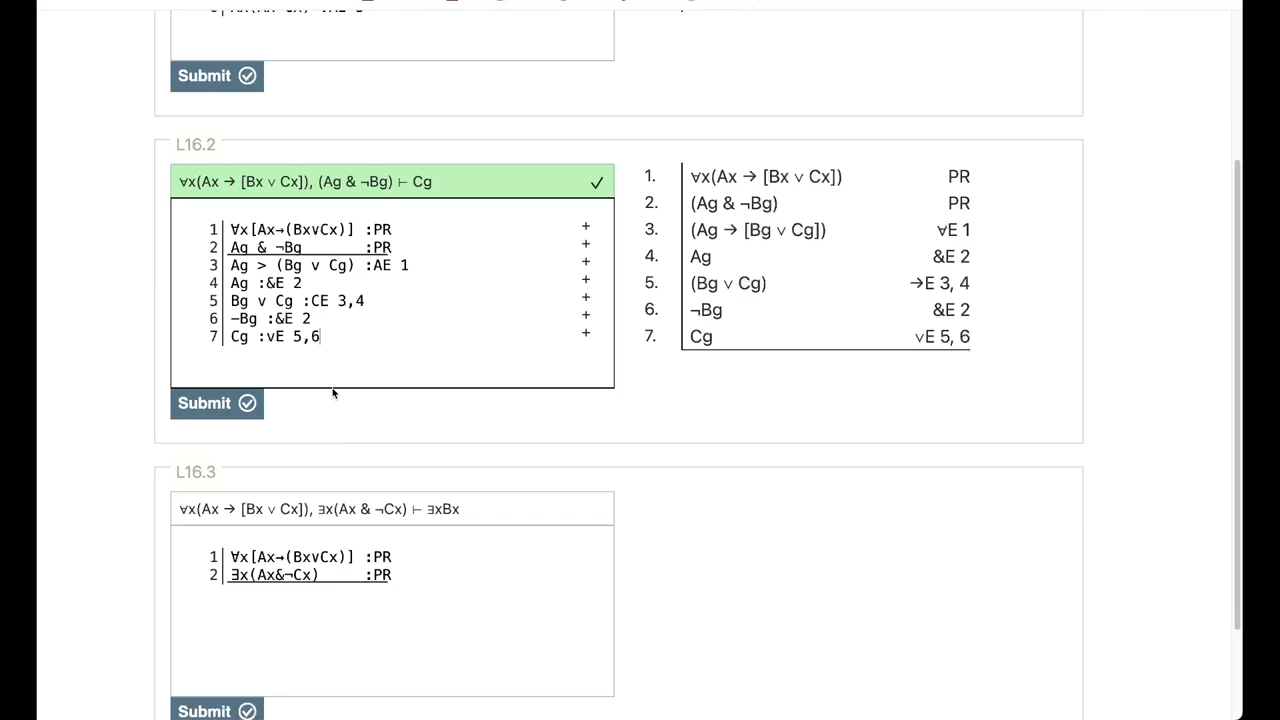 Submit
L16.2
∀x(Ax → [Bx ∨ Cx]), (Ag & ¬Bg) ⊢ Cg
1 ∀x[Ax→(Bx∨Cx)] :PR +
2 Ag & ¬Bg :PR +
3 Ag > (Bg v Cg) :AE 1 +
4 Ag :&E 2 +
5 Bg v Cg :CE 3,4 +
6 –Bg :&E 2 +
7 Cg :vE 5,6 +
1. ∀x(Ax → [Bx ∨ Cx]) PR
2. (Ag & ¬Bg) PR
3. (Ag → [Bg ∨ Cg]) ∀E 1
4. Ag &E 2
5. (Bg ∨ Cg) →E 3, 4
6. ¬Bg &E 2
7. Cg ∨E 5, 6
Submit
L16.3
∀x(Ax → [Bx ∨ Cx]), ∃x(Ax & ¬Cx) ⊢ ∃xBx
1 ∀x[Ax→(Bx∨Cx)] :PR
2 ∃x(Ax&¬Cx) :PR
Submit